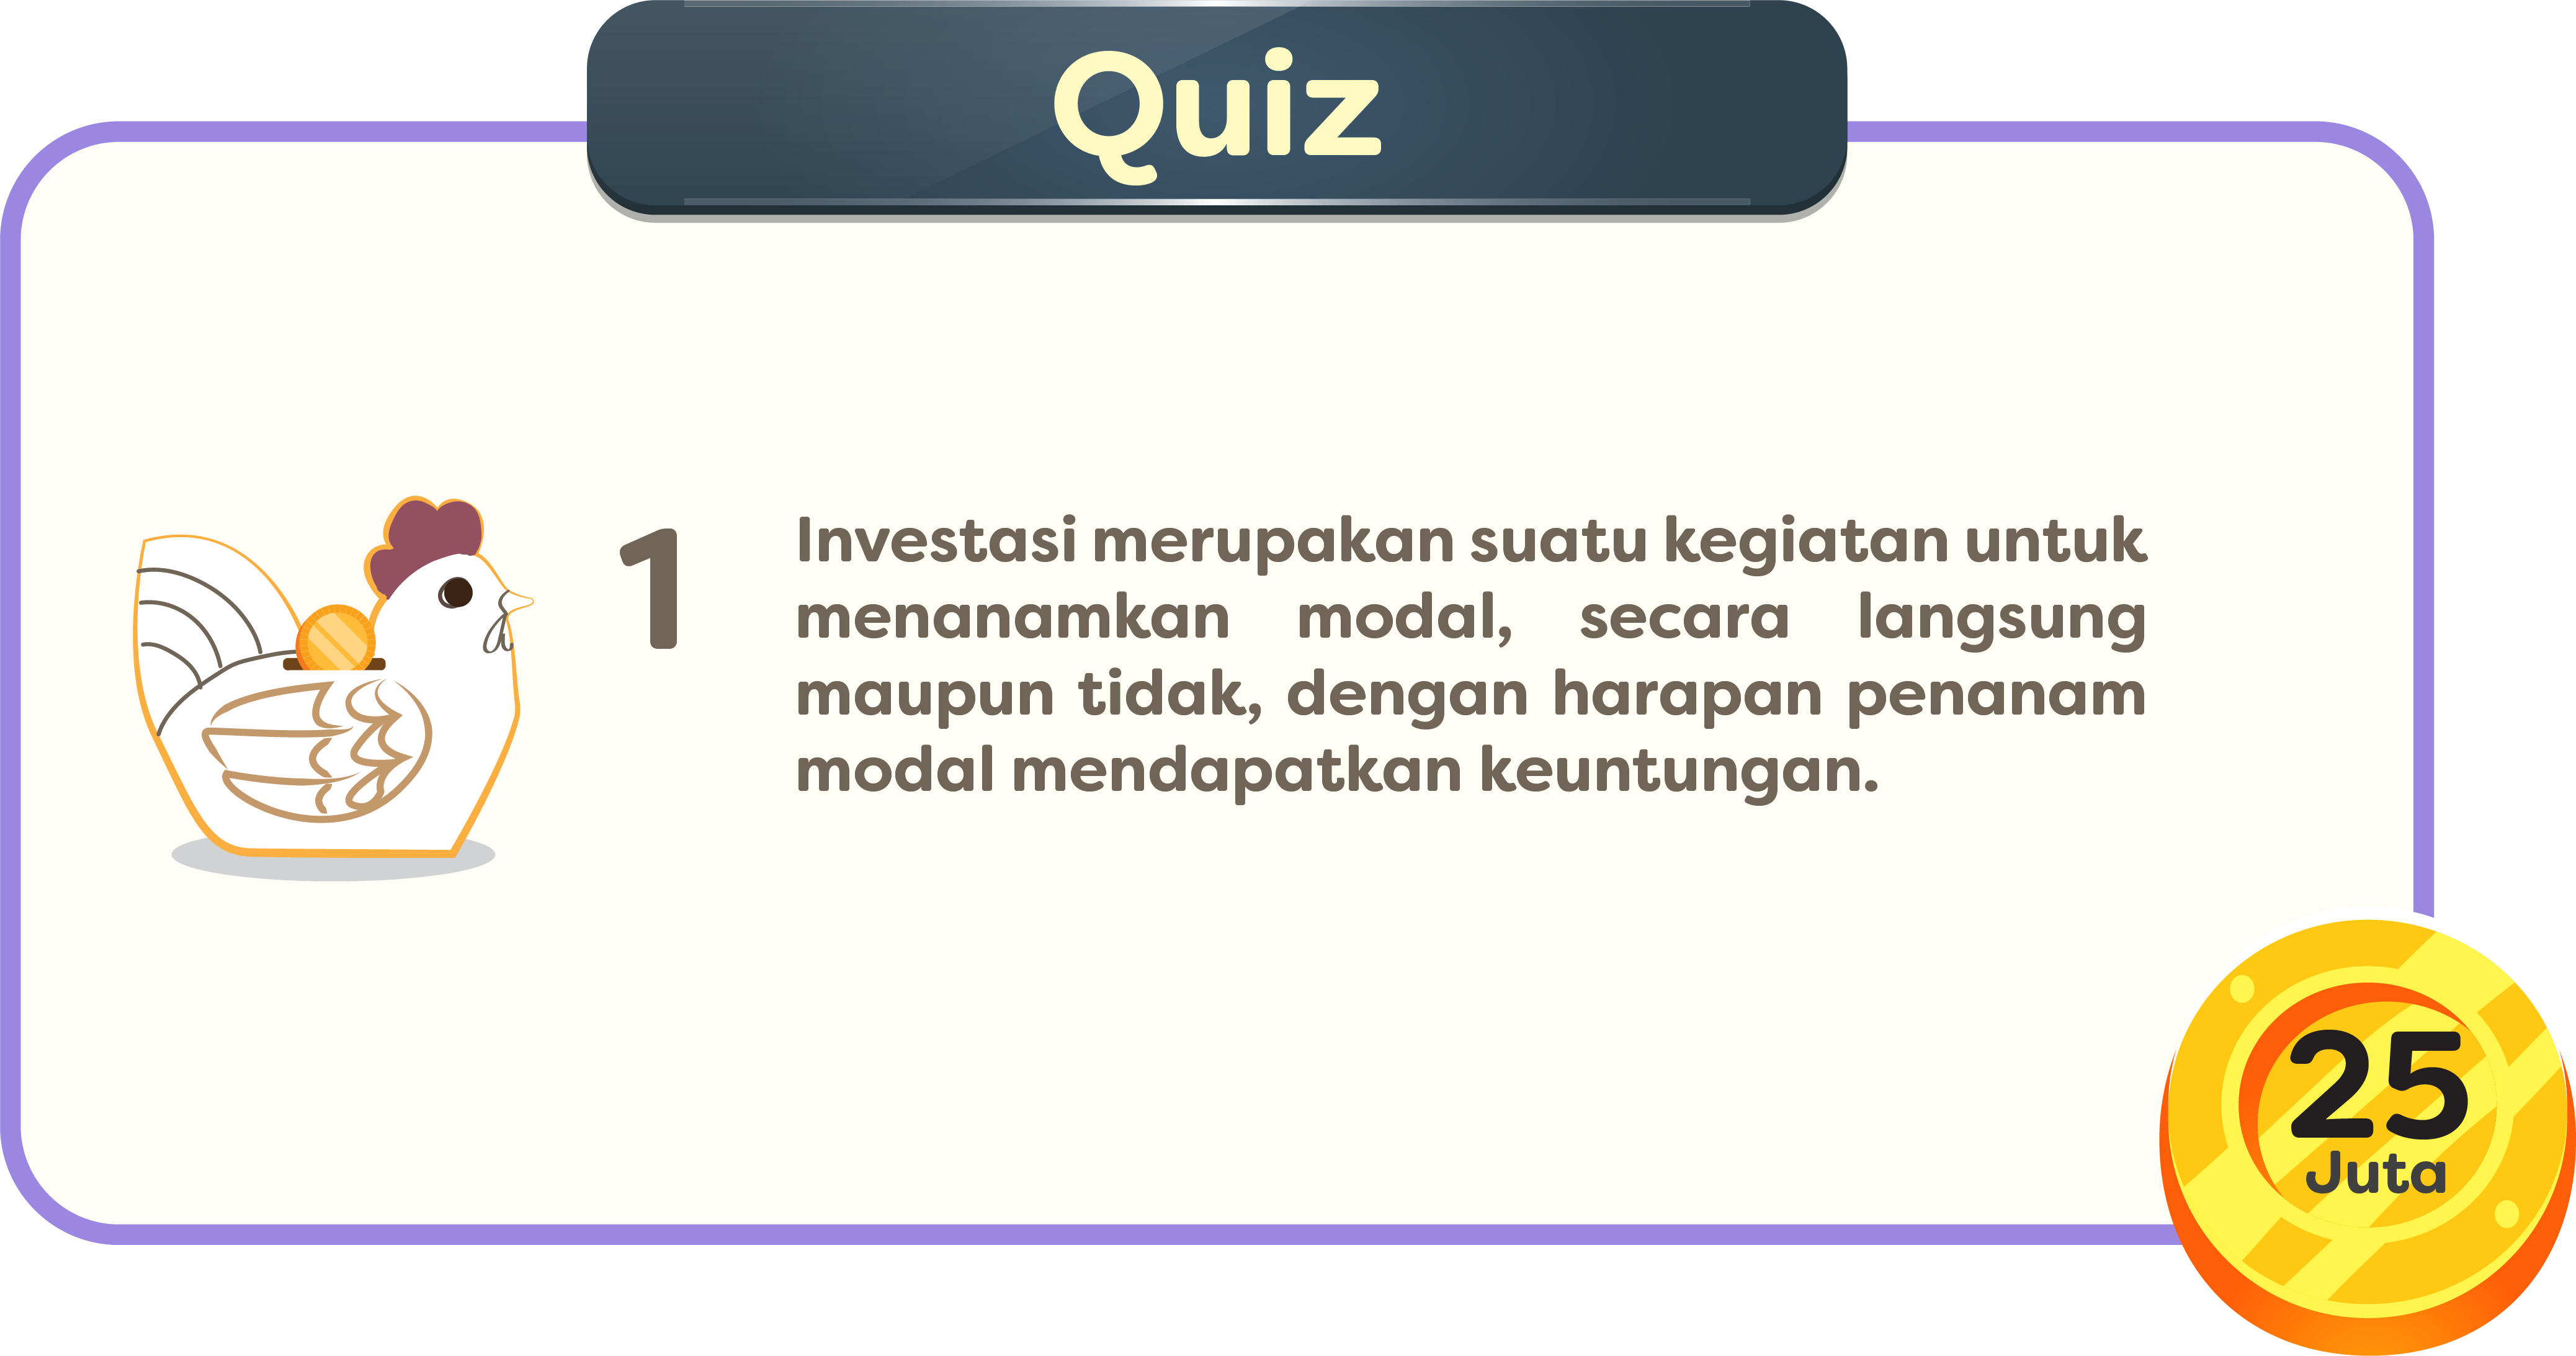 Quiz
1
Investasi merupakan suatu kegiatan untuk
menanamkan modal, secara langsung
maupun tidak, dengan harapan penanam
modal mendapatkan keuntungan.
25
Juta